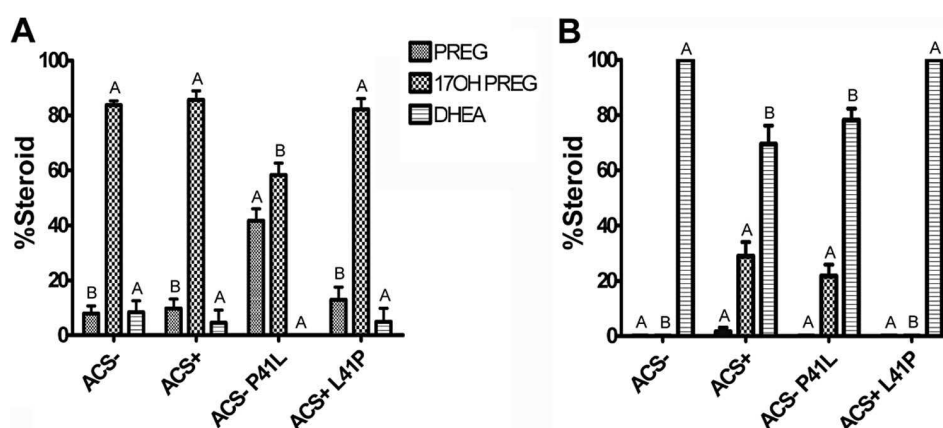 A
%Steroid
100
80
60
40
20
0
B A A
B A A
A B A
B A A
ACS-
ACS+
ACS- P41L
ACS+ L41P
PREG
17OH PREG
DHEA
B
%Steroid
100
80
60
40
20
0
A B A
A A B
A A B
A B A
ACS-
ACS+
ACS- P41L
ACS+ L41P